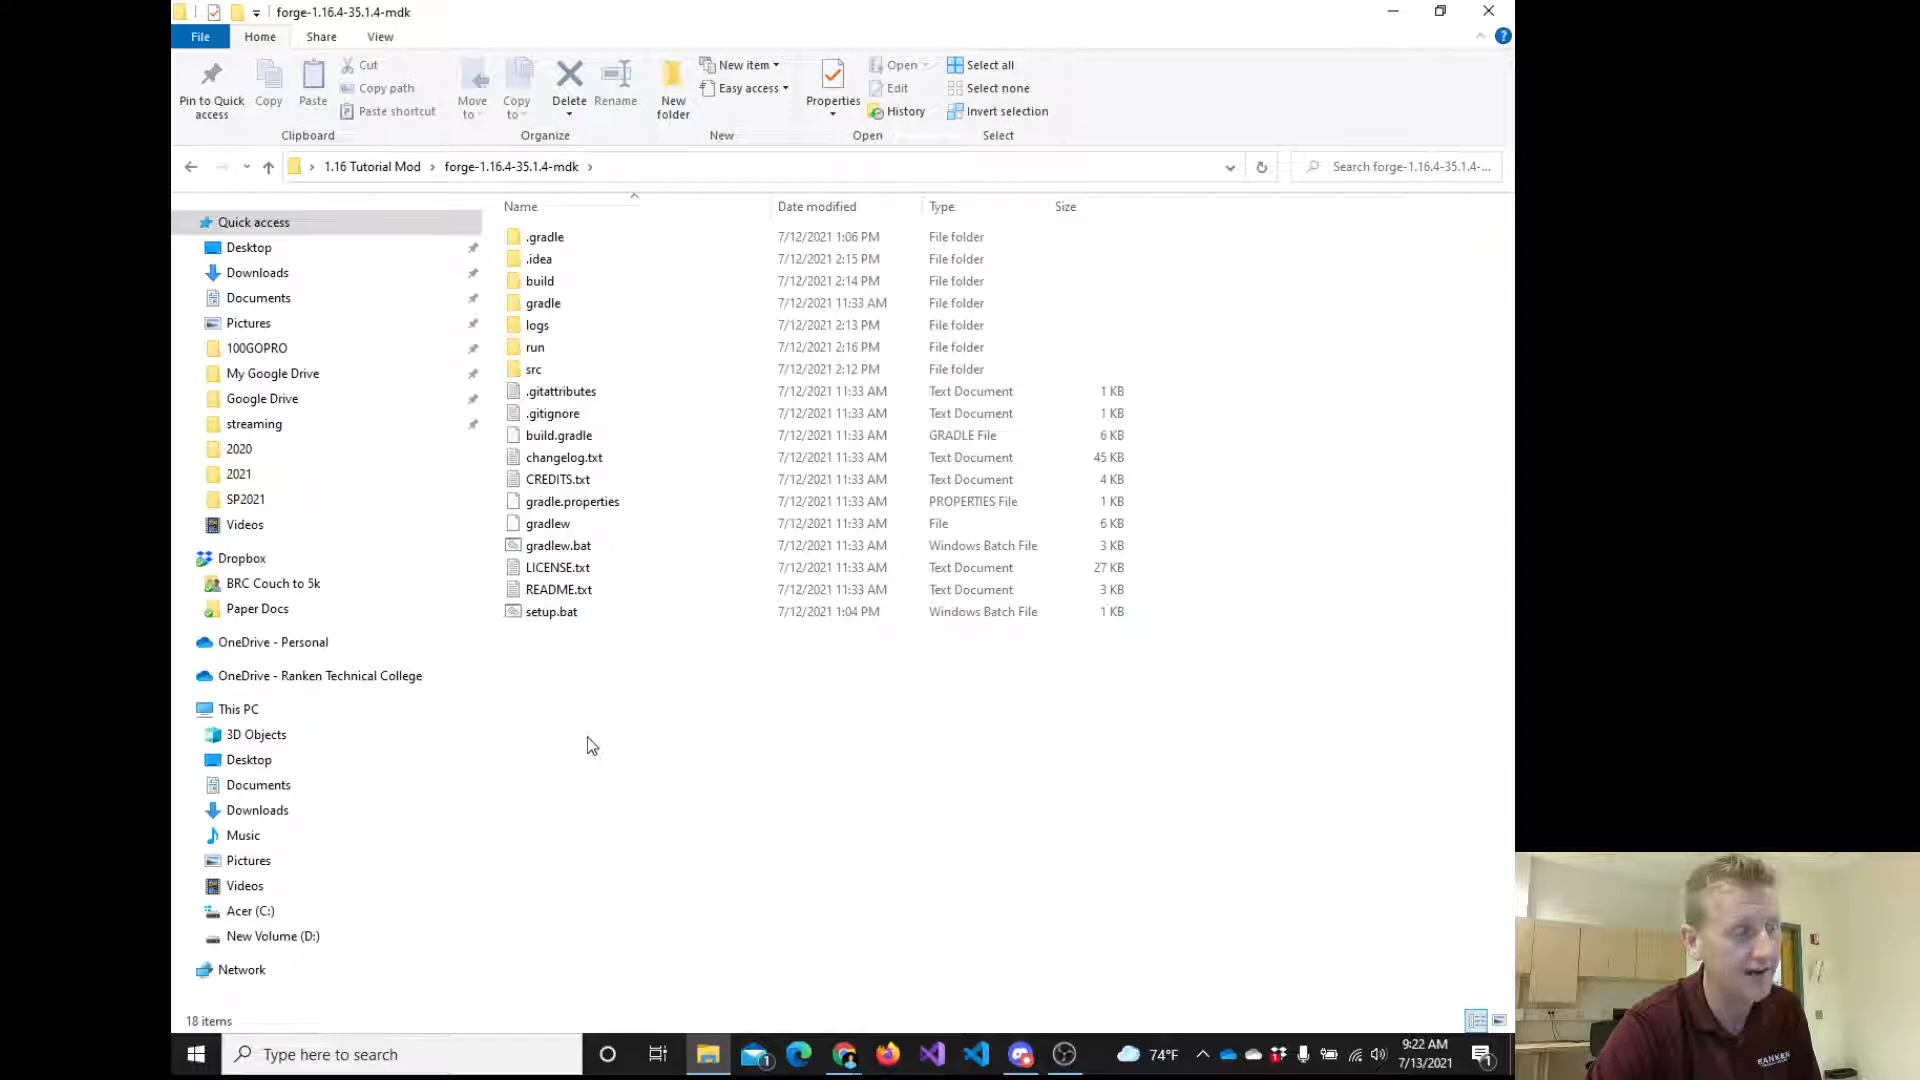 forge-1.16.4-35.1.4-mdk
File Home Share View
Pin to Quick access
Copy
Paste
Cut
Copy path
Paste shortcut
Clipboard
Move to
Copy to
Delete
Rename
Organize
New folder
New item
Easy access
New
Properties
Open
Edit
History
Open
Select all
Select none
Invert selection
Select
1.16 Tutorial Mod > forge-1.16.4-35.1.4-mdk >
Search forge-1.16.4-35.1.4-...
Quick access
Desktop
Downloads
Documents
Pictures
100GOPRO
My Google Drive
Google Drive
streaming
2020
2021
SP2021
Videos
Dropbox
BRC Couch to 5k
Paper Docs
OneDrive - Personal
OneDrive - Ranken Technical College
This PC
3D Objects
Desktop
Documents
Downloads
Music
Pictures
Videos
Acer (C:)
New Volume (D:)
Network
Name Date modified Type Size
.gradle 7/12/2021 1:06 PM File folder
.idea 7/12/2021 2:15 PM File folder
build 7/12/2021 2:14 PM File folder
gradle 7/12/2021 11:33 AM File folder
logs 7/12/2021 2:13 PM File folder
run 7/12/2021 2:16 PM File folder
src 7/12/2021 2:12 PM File folder
.gitattributes 7/12/2021 11:33 AM Text Document 1 KB
.gitignore 7/12/2021 11:33 AM Text Document 1 KB
build.gradle 7/12/2021 11:33 AM GRADLE File 6 KB
changelog.txt 7/12/2021 11:33 AM Text Document 45 KB
CREDITS.txt 7/12/2021 11:33 AM Text Document 4 KB
gradle.properties 7/12/2021 11:33 AM PROPERTIES File 1 KB
gradlew 7/12/2021 11:33 AM File 6 KB
gradlew.bat 7/12/2021 11:33 AM Windows Batch File 3 KB
LICENSE.txt 7/12/2021 11:33 AM Text Document 27 KB
README.txt 7/12/2021 11:33 AM Text Document 3 KB
setup.bat 7/12/2021 1:04 PM Windows Batch File 1 KB
18 items
Type here to search
1
74°F
9:22 AM
7/13/2021
1
RANKEN